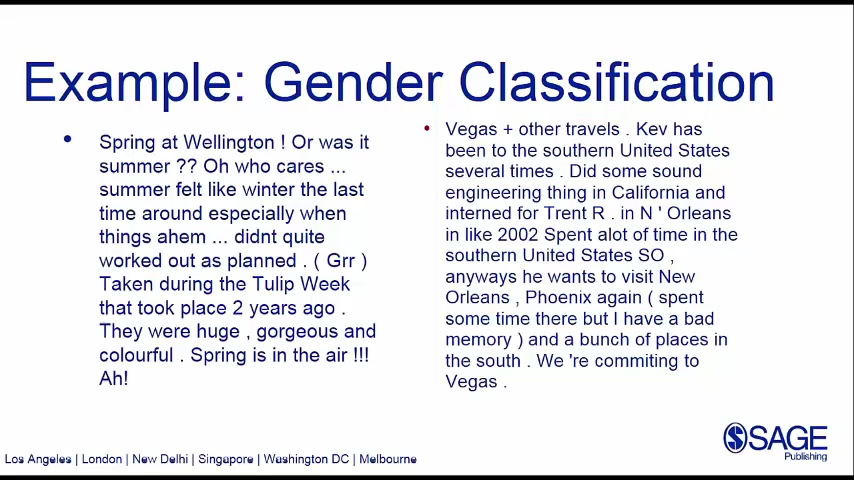 Example: Gender Classification
• Spring at Wellington ! Or was it
summer ?? Oh who cares ...
summer felt like winter the last
time around especially when
things ahem ... didnt quite
worked out as planned . ( Grr )
Taken during the Tulip Week
that took place 2 years ago .
They were huge , gorgeous and
colourful . Spring is in the air !!!
Ah!
• Vegas + other travels . Kev has
been to the southern United States
several times . Did some sound
engineering thing in California and
interned for Trent R . in N ' Orleans
in like 2002 Spent alot of time in the
southern United States SO ,
anyways he wants to visit New
Orleans , Phoenix again ( spent
some time there but I have a bad
memory ) and a bunch of places in
the south . We 're commiting to
Vegas .
SSAGE
Publishing
Los Angeles | London | New Delhi | Singapore | Washington DC | Melbourne